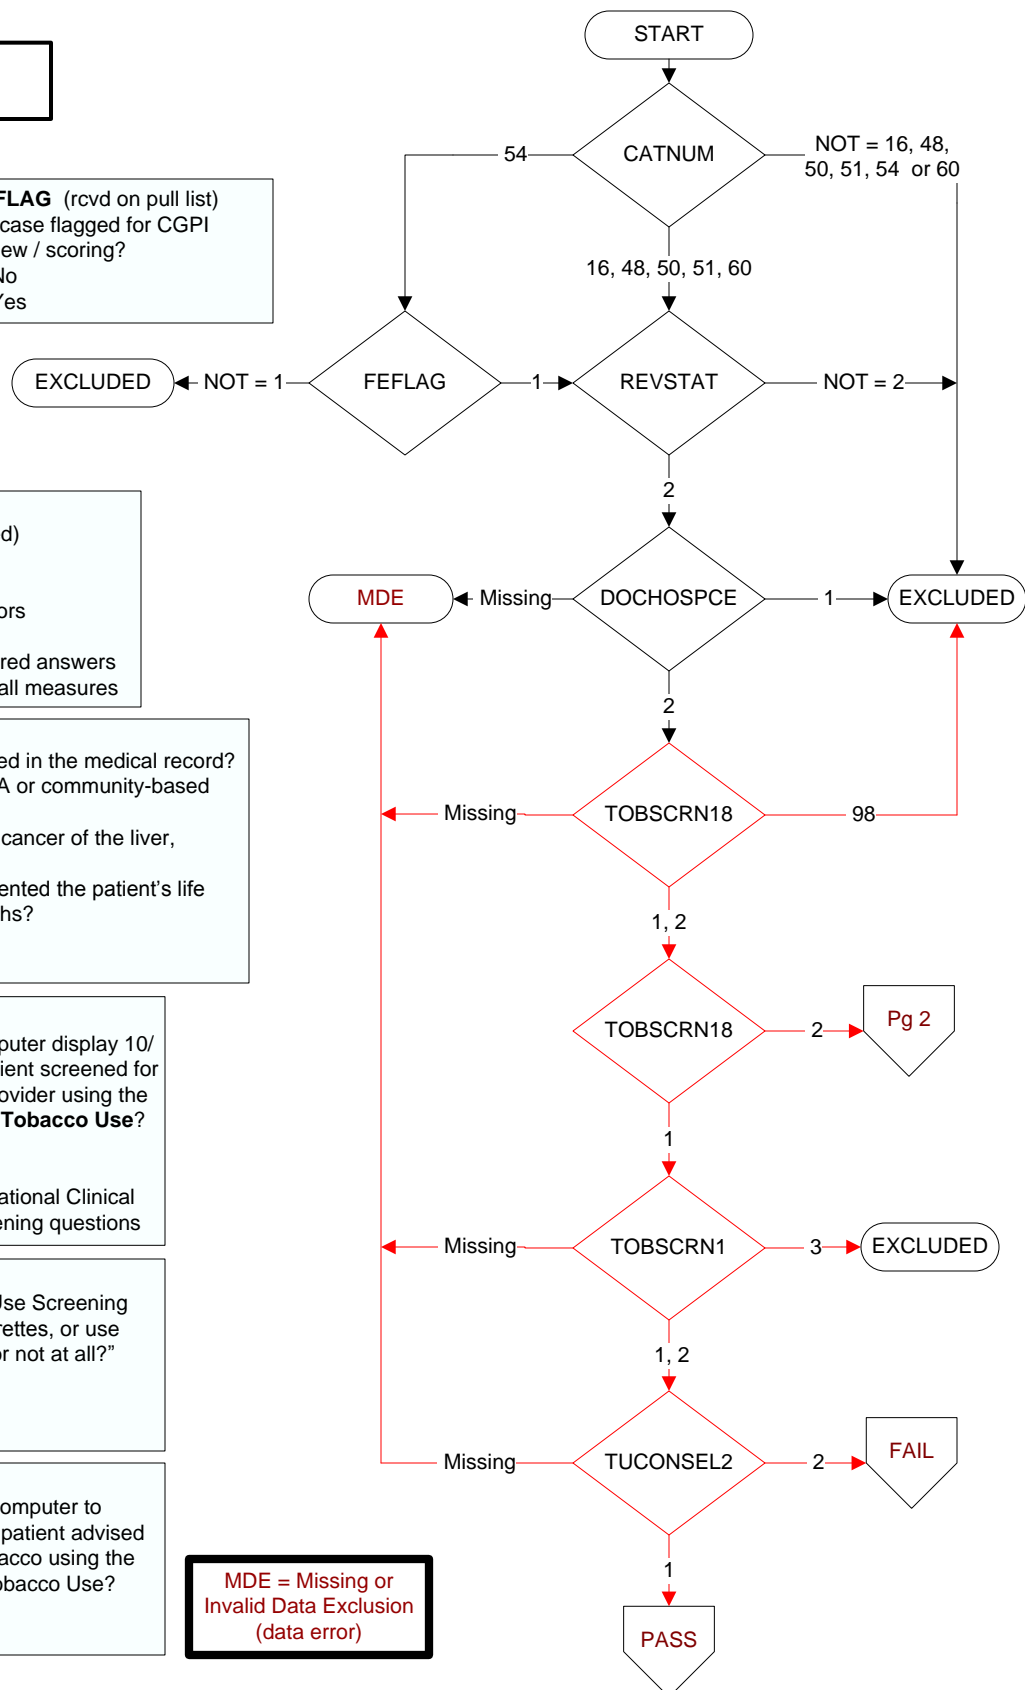 START
CATNUM
54
NOT = 16, 48,
50, 51, 54 or 60
16, 48, 50, 51, 60
FLAG (rcvd on pull list)
case flagged for CGPI
ew / scoring?
No
Yes
EXCLUDED
NOT = 1
FEFLAG
1
REVSTAT
NOT = 2
2
ed)
ors
red answers
all measures
MDE
Missing
DOCHOSPCE
1
EXCLUDED
2
ed in the medical record?
A or community-based
cancer of the liver,
ented the patient's life
hs?
Missing
TOBSCRN18
98
1, 2
puter display 10/
ient screened for
ovider using the
Tobacco Use?
ational Clinical
ening questions
TOBSCRN18
2
Pg 2
1
Missing
TOBSCRN1
3
EXCLUDED
1, 2
Use Screening
rettes, or use
or not at all?"
Missing
TUCONSEL2
2
FAIL
1
omputer to
patient advised
acco using the
obacco Use?
MDE = Missing or
Invalid Data Exclusion
(data error)
PASS